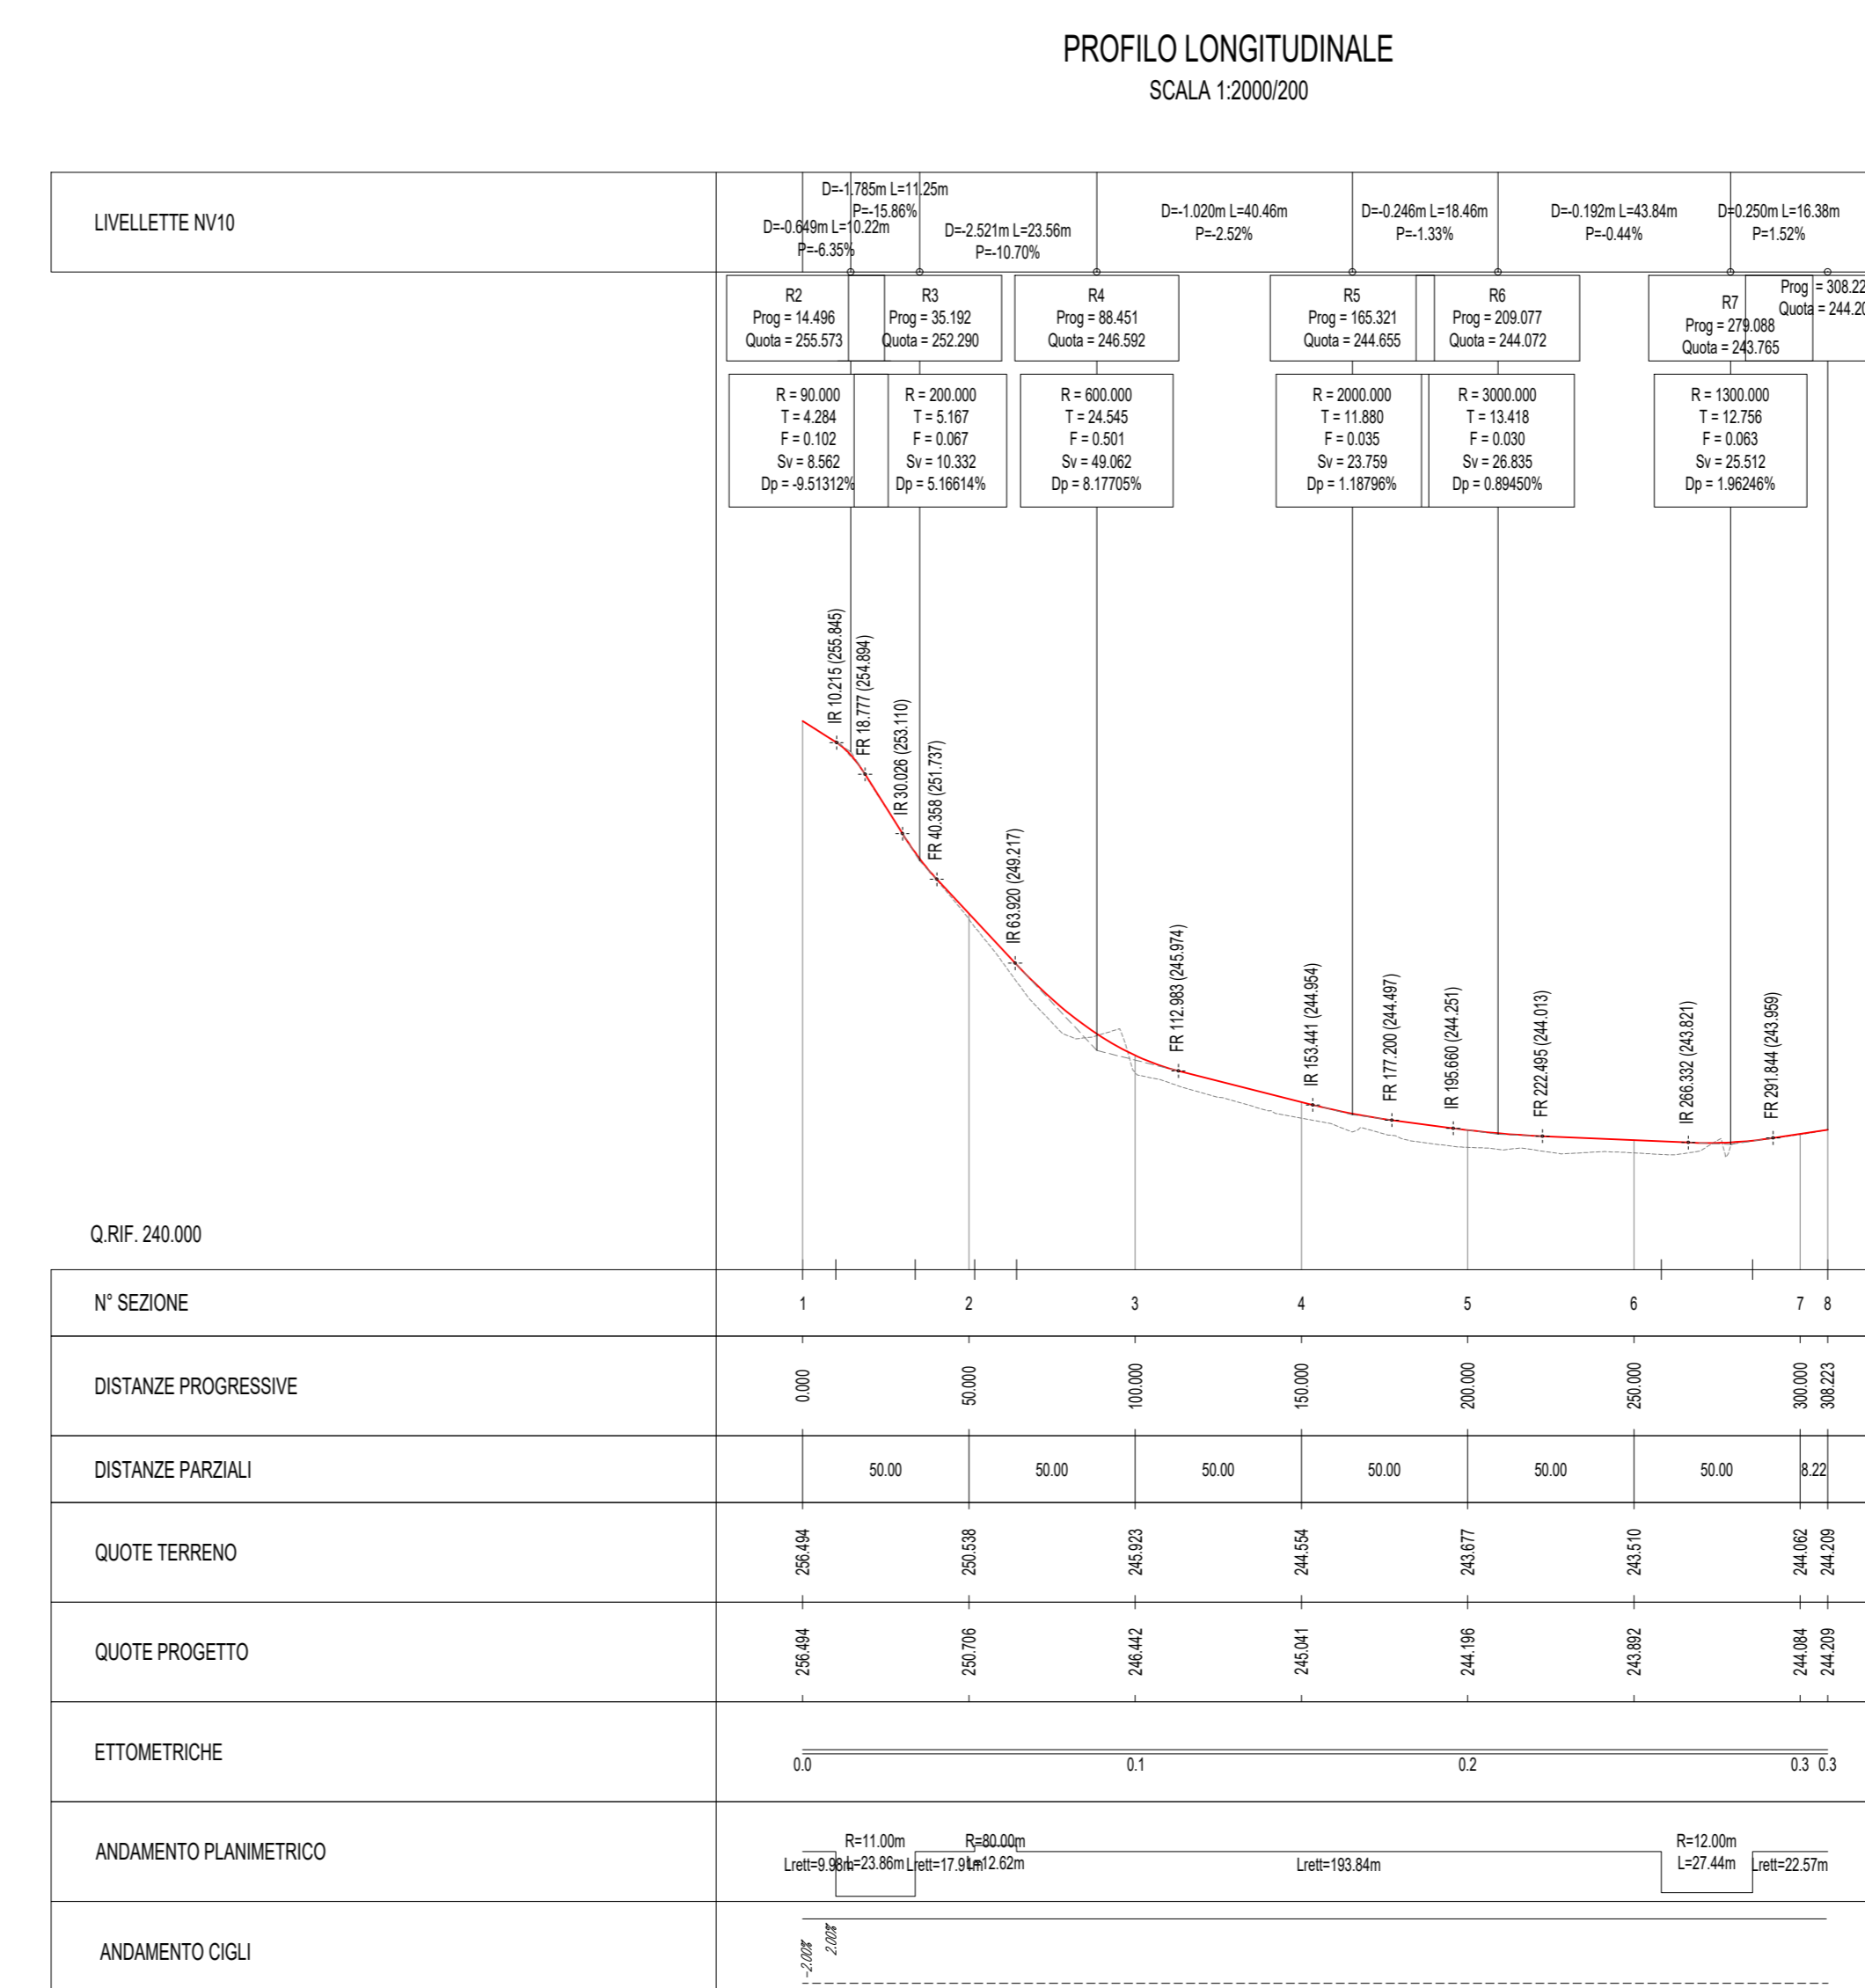 PROFILO LONGITUDINALE
SCALA 1:2000/200
LIVELLETTE NV10
D=-0.649m L=10.22m
P=-6.35%
D=-1.785m L=11.25m
P=-15.86%
D=-2.521m L=23.56m
P=-10.70%
D=-1.020m L=40.46m
P=-2.52%
D=-0.246m L=18.46m
P=-1.33%
D=-0.192m L=43.84m
P=-0.44%
D=0.250m L=16.38m
P=1.52%
R2
Prog = 14.496
Quota = 255.573
R3
Prog = 35.192
Quota = 252.290
R4
Prog = 88.451
Quota = 246.592
R5
Prog = 165.321
Quota = 244.655
R6
Prog = 209.077
Quota = 244.072
R7
Prog = 279.088
Quota = 243.765
Prog = 308.22
Quota = 244.20
R = 90.000
T = 4.284
F = 0.102
Sv = 8.562
Dp = -9.51312%
R = 200.000
T = 5.167
F = 0.067
Sv = 10.332
Dp = 5.16614%
R = 600.000
T = 24.545
F = 0.501
Sv = 49.062
Dp = 8.17705%
R = 2000.000
T = 11.880
F = 0.035
Sv = 23.759
Dp = 1.18796%
R = 3000.000
T = 13.418
F = 0.030
Sv = 26.835
Dp = 0.89450%
R = 1300.000
T = 12.756
F = 0.063
Sv = 25.512
Dp = 1.96246%
IR 10.215 (255.845)
FR 18.777 (254.894)
IR 30.026 (253.110)
FR 40.358 (251.737)
IR 63.920 (249.217)
FR 112.983 (245.974)
IR 153.441 (244.954)
FR 177.200 (244.497)
IR 195.660 (244.251)
FR 222.495 (244.013)
IR 266.332 (243.821)
FR 291.844 (243.959)
Q.RIF. 240.000
N° SEZIONE
1 2 3 4 5 6 7 8
DISTANZE PROGRESSIVE
0.000 50.000 100.000 150.000 200.000 250.000 300.000 308.223
DISTANZE PARZIALI
50.00 50.00 50.00 50.00 50.00 50.00 8.22
QUOTE TERRENO
256.494 250.538 245.923 244.554 243.677 243.510 244.062 244.209
QUOTE PROGETTO
256.494 250.706 246.442 245.041 244.196 243.892 244.084 244.209
ETTOMETRICHE
0.0 0.1 0.2 0.3 0.3
ANDAMENTO PLANIMETRICO
Lrett=9.98m
R=11.00m
L=23.86m
Lrett=17.91m
R=80.00m
L=12.62m
Lrett=193.84m
R=12.00m
L=27.44m
Lrett=22.57m
ANDAMENTO CIGLI
-2.00%
2.00%